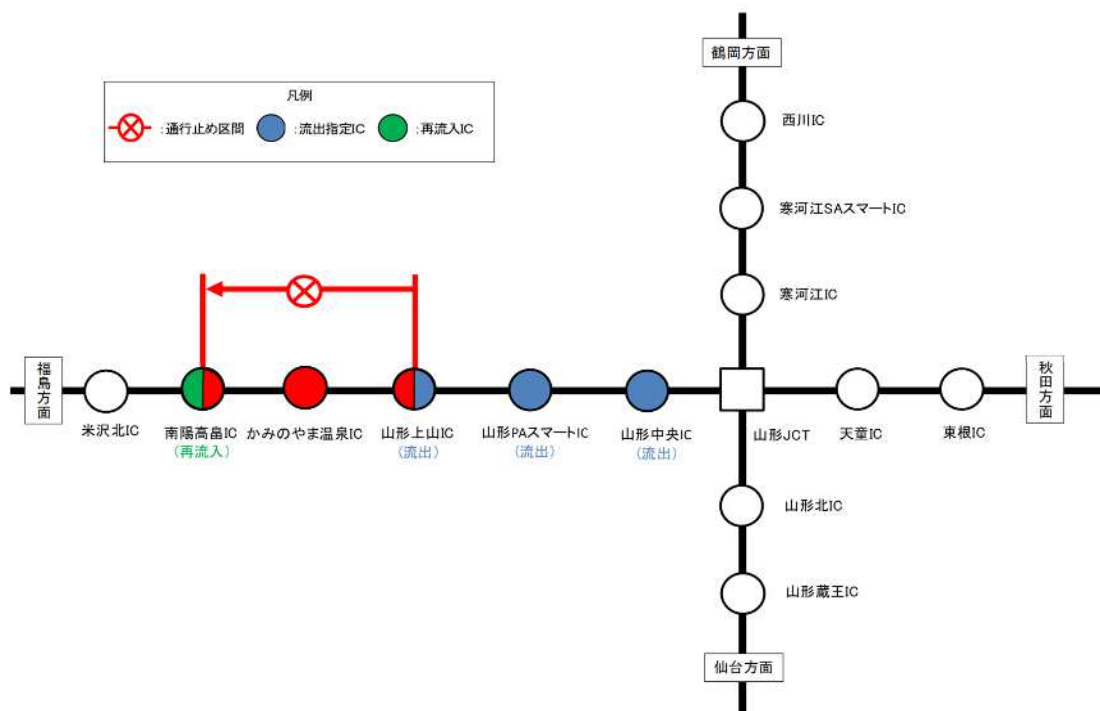 鶴岡方面
凡例
:通行止め区間
:流出指定IC
:再流入IC
西川IC
寒河江SAスマートIC
寒河江IC
福島方面
秋田方面
米沢北IC
南陽高畠IC
(再流入)
かみのやま温泉IC
山形上山IC
(流出)
山形PAスマートIC
(流出)
山形中央IC
(流出)
山形JCT
天童IC
東根IC
山形北IC
山形蔵王IC
仙台方面